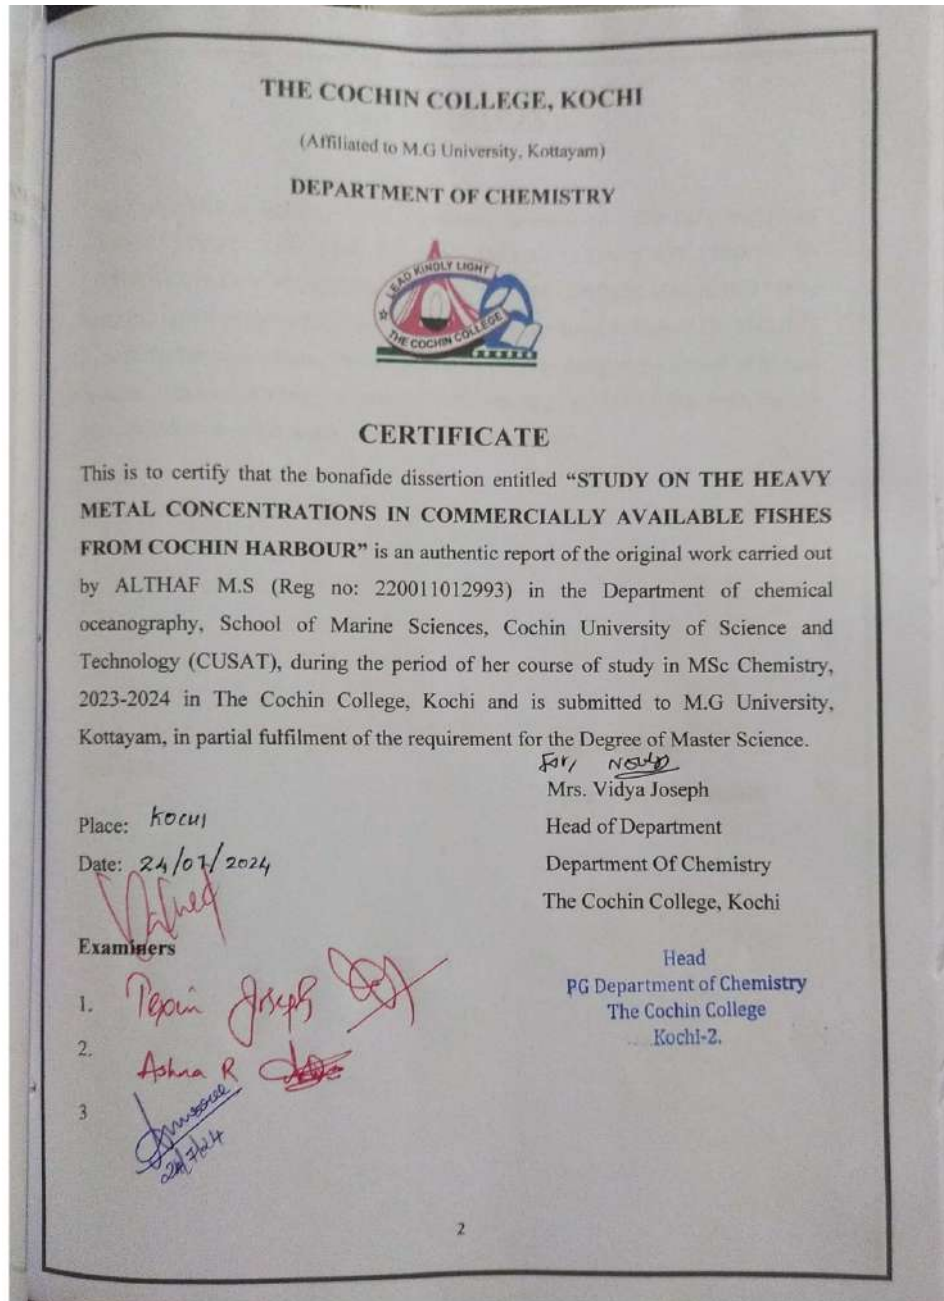 THE COCHIN COLLEGE, KOCHI
(Affiliated to M.G University, Kottayam)
DEPARTMENT OF CHEMISTRY
LEAD KINDLY LIGHT
THE COCHIN COLLEGE
CERTIFICATE
This is to certify that the bonafide dissertion entitled “STUDY ON THE HEAVY
METAL CONCENTRATIONS IN COMMERCIALLY AVAILABLE FISHES
FROM COCHIN HARBOUR” is an authentic report of the original work carried out
by ALTHAF M.S (Reg no: 220011012993) in the Department of chemical
oceanography, School of Marine Sciences, Cochin University of Science and
Technology (CUSAT), during the period of her course of study in MSc Chemistry,
2023-2024 in The Cochin College, Kochi and is submitted to M.G University,
Kottayam, in partial fulfilment of the requirement for the Degree of Master Science.
For,
Mrs. Vidya Joseph
Place: KOCHI
Head of Department
Date: 24/07/2024
Department Of Chemistry
The Cochin College, Kochi
Examiners
Head
PG Department of Chemistry
The Cochin College
Kochi-2.
1. Joseph
2. Ashna R
3
24/7/24
2